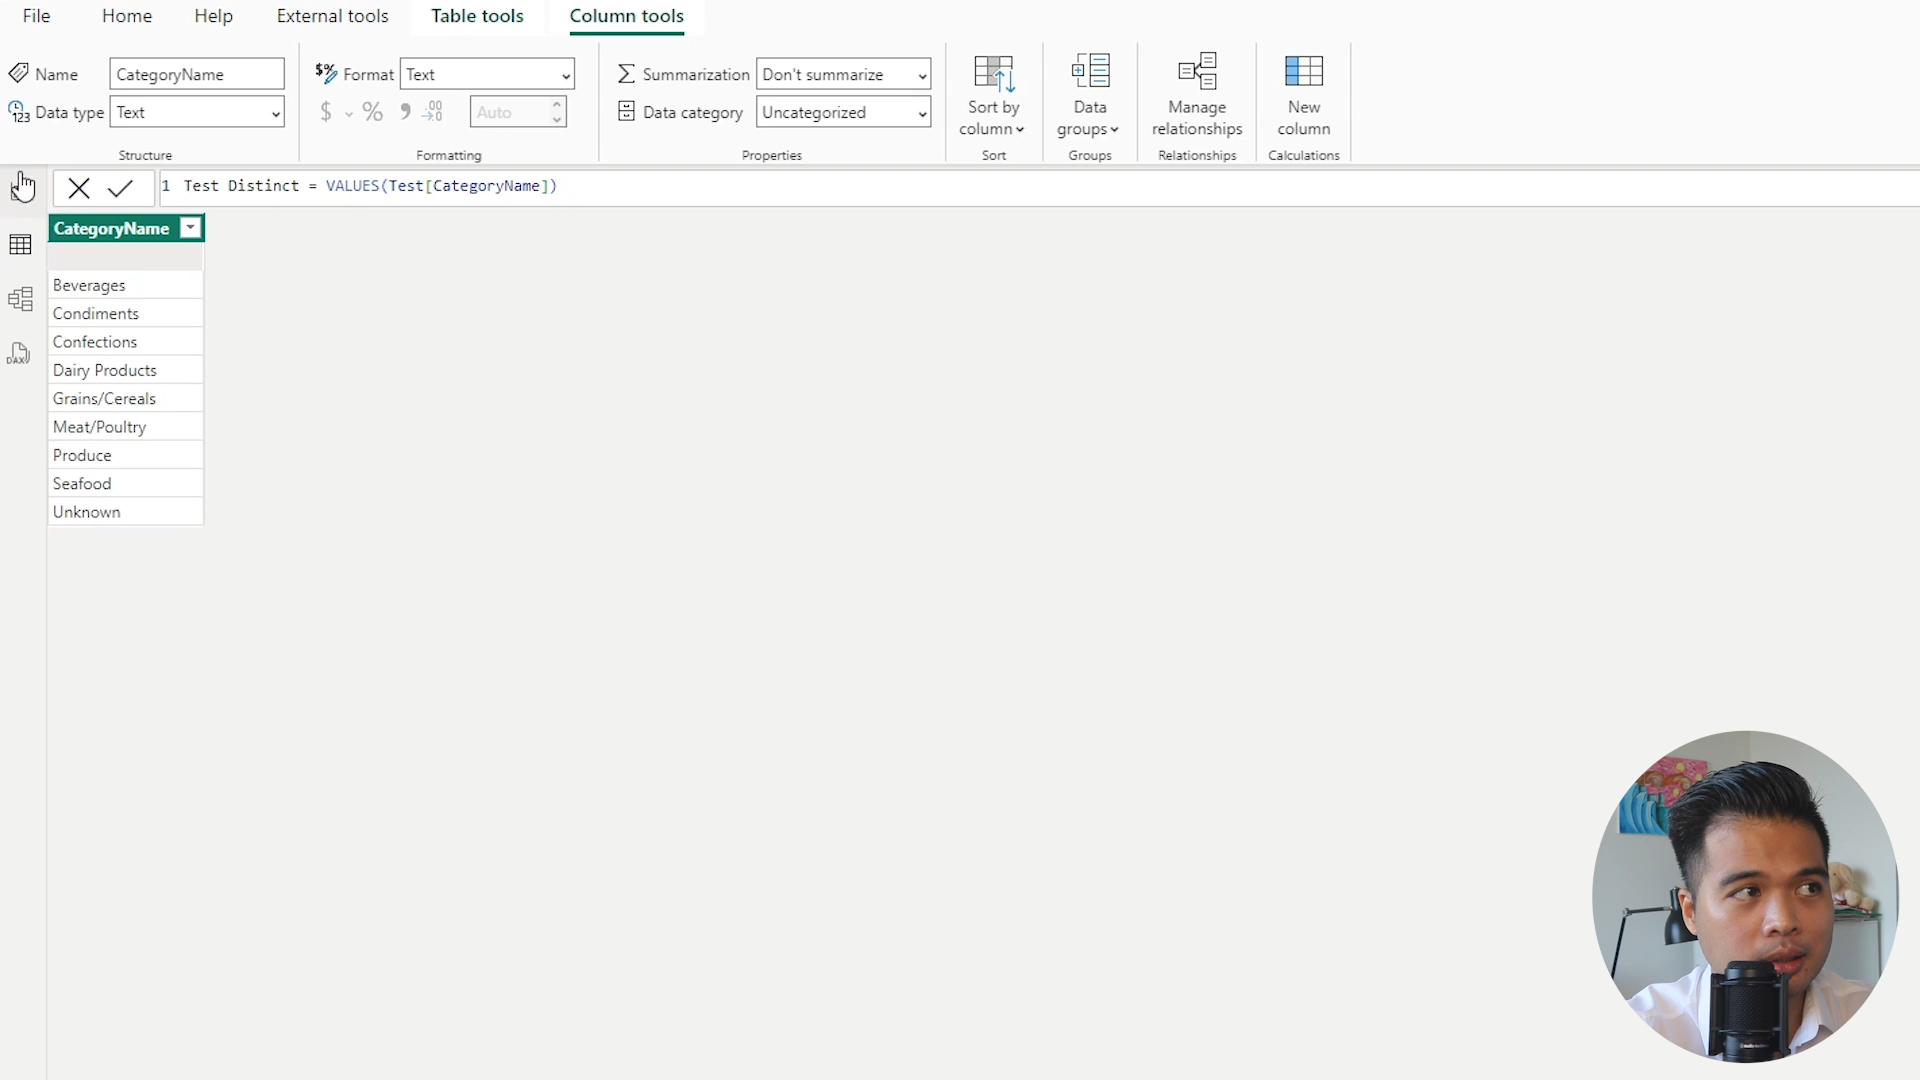 File Home Help External tools Table tools Column tools
Name CategoryName
Data type Text
Structure
Format Text
$ % 9 .00 Auto
Formatting
Summarization Don't summarize
Data category Uncategorized
Properties
Sort by
column
Sort
Data
groups
Groups
Manage
relationships
Relationships
New
column
Calculations
1 Test Distinct = VALUES(Test[CategoryName])
CategoryName
Beverages
Condiments
Confections
Dairy Products
Grains/Cereals
Meat/Poultry
Produce
Seafood
Unknown
DAX